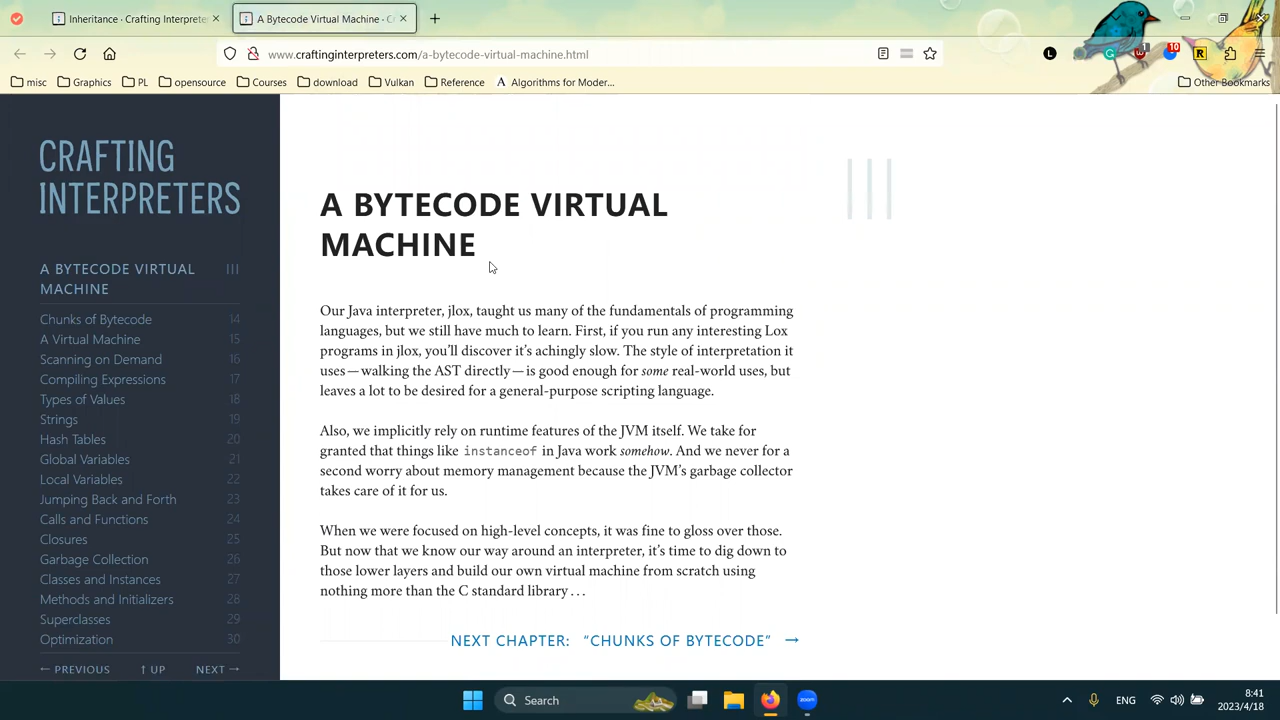 Inheritance · Crafting Interprete
A Bytecode Virtual Machine · C
www.craftinginterpreters.com/a-bytecode-virtual-machine.html
L
G
1
10
R
misc
Graphics
PL
opensource
Courses
download
Vulkan
Reference
A Algorithms for Moder...
Other Bookmarks
CRAFTING
INTERPRETERS
A BYTECODE VIRTUAL III
MACHINE
Chunks of Bytecode 14
A Virtual Machine 15
Scanning on Demand 16
Compiling Expressions 17
Types of Values 18
Strings 19
Hash Tables 20
Global Variables 21
Local Variables 22
Jumping Back and Forth 23
Calls and Functions 24
Closures 25
Garbage Collection 26
Classes and Instances 27
Methods and Initializers 28
Superclasses 29
Optimization 30
← PREVIOUS ↑ UP NEXT →
III
A BYTECODE VIRTUAL
MACHINE
Our Java interpreter, jlox, taught us many of the fundamentals of programming
languages, but we still have much to learn. First, if you run any interesting Lox
programs in jlox, you’ll discover it’s achingly slow. The style of interpretation it
uses—walking the AST directly—is good enough for some real-world uses, but
leaves a lot to be desired for a general-purpose scripting language.
Also, we implicitly rely on runtime features of the JVM itself. We take for
granted that things like instanceof in Java work somehow. And we never for a
second worry about memory management because the JVM’s garbage collector
takes care of it for us.
When we were focused on high-level concepts, it was fine to gloss over those.
But now that we know our way around an interpreter, it’s time to dig down to
those lower layers and build our own virtual machine from scratch using
nothing more than the C standard library . . .
NEXT CHAPTER: “CHUNKS OF BYTECODE” →
Search
zoom
ENG
8:41
2023/4/18